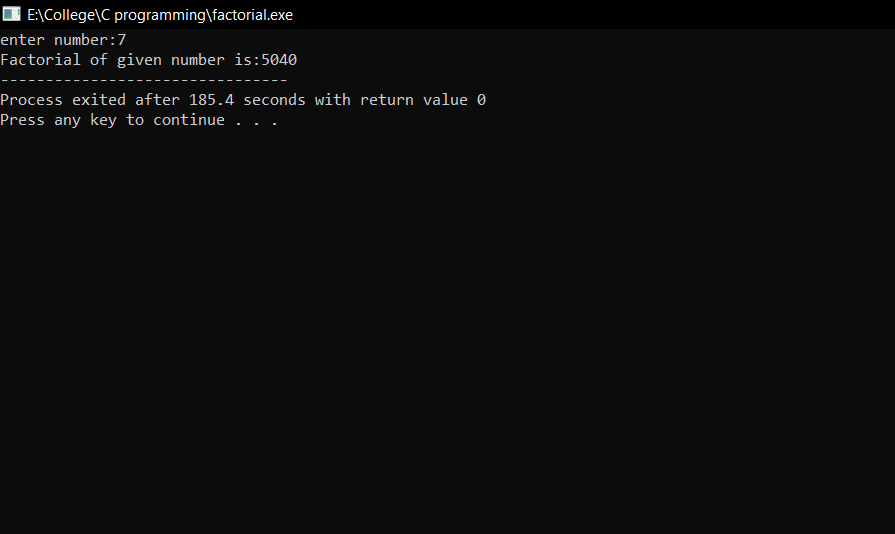 E:\College\C programming\factorial.exe
enter number:7
Factorial of given number is:5040
--------------------------------
Process exited after 185.4 seconds with return value 0
Press any key to continue . . .